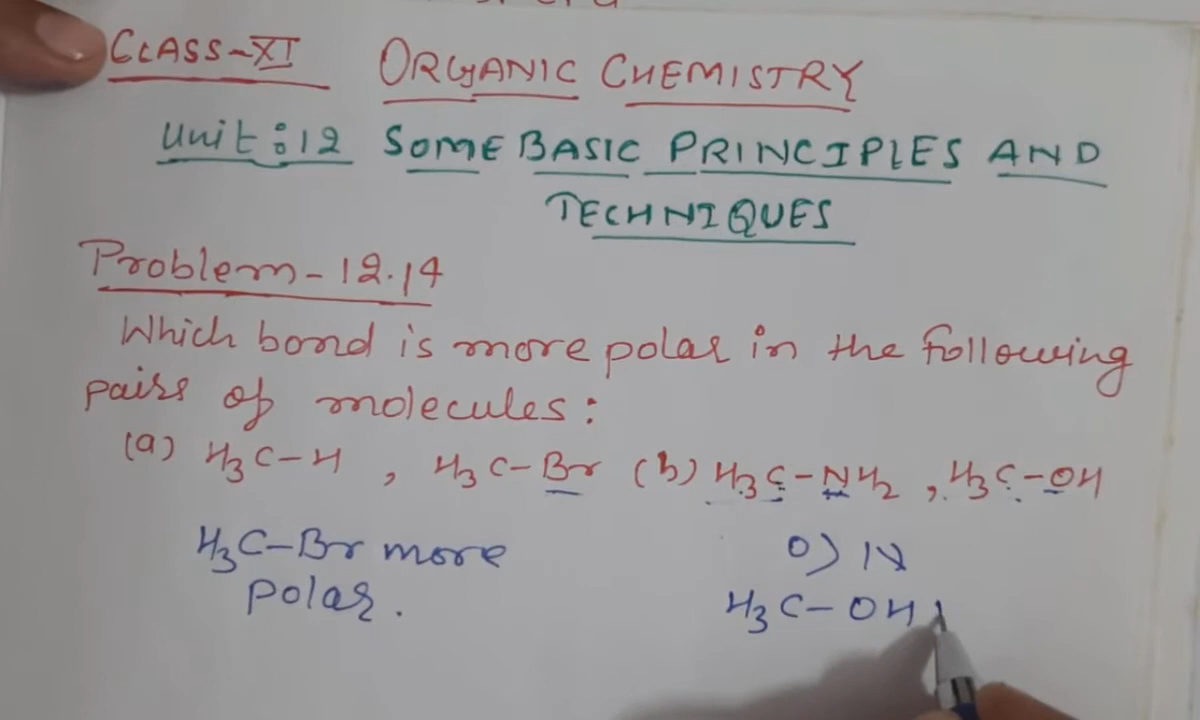 CLASS-XI ORGANIC CHEMISTRY
Unit:12 SOME BASIC PRINCIPLES AND
TECHNIQUES
Problem-12.14
Which bond is more polar in the following
pairs of molecules:
(a) H3C-H, H3C-Br (b) H3C-NH2, H3C-OH
H3C-Br more
polar.
O>N
H3C-OH